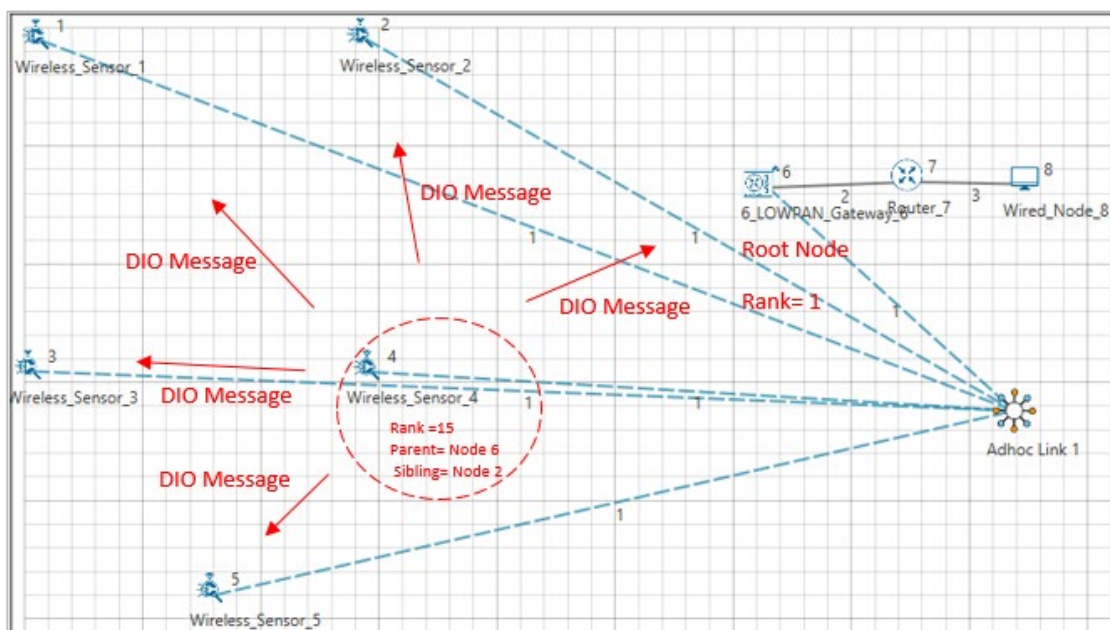 1
2
Wireless_Sensor_1
Wireless_Sensor_2
DIO Message
6
7
8
2
3
6_LOWPAN_Gateway_6
Router_7
Wired_Node_8
1
1
Root Node
DIO Message
DIO Message
Rank= 1
1
3
4
Wireless_Sensor_3
DIO Message
Wireless_Sensor_4
1
1
Rank =15
Parent= Node 6
Sibling= Node 2
Adhoc Link 1
DIO Message
1
5
Wireless_Sensor_5